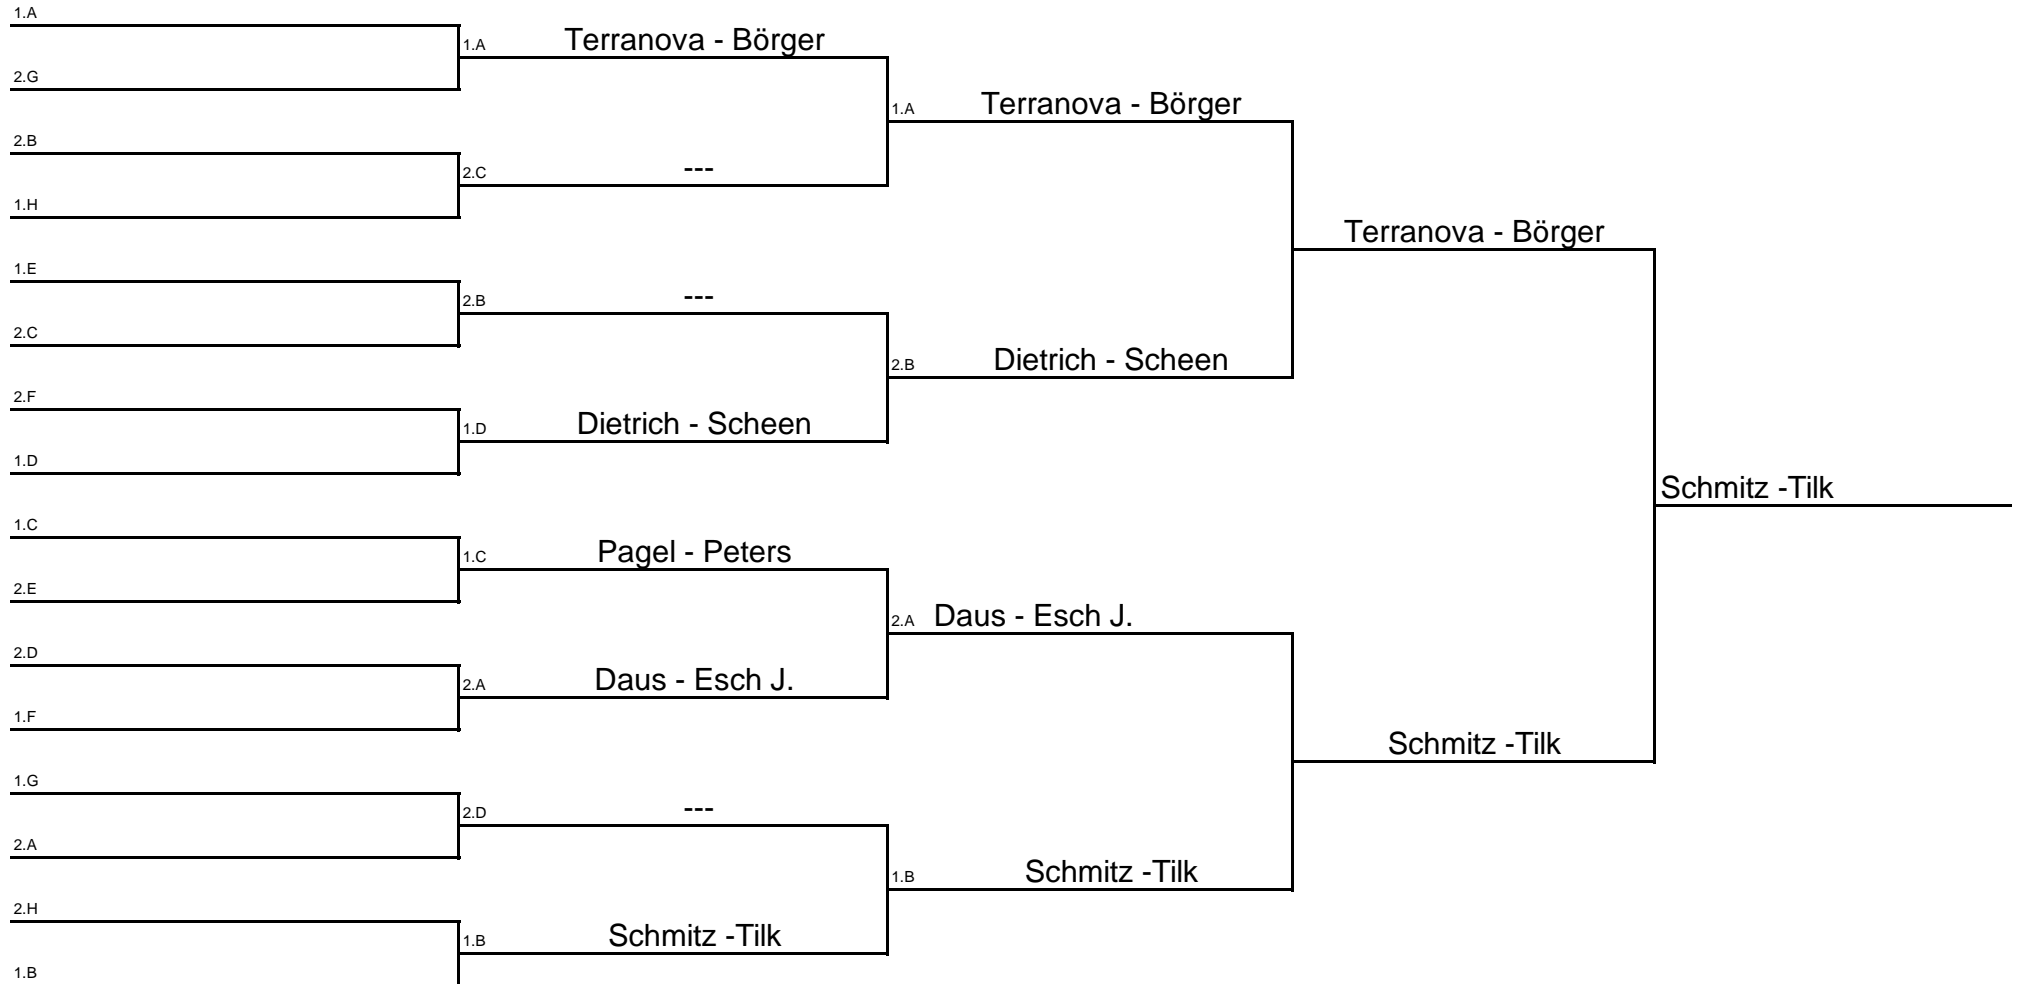 1.A
1.A Terranova - Börger
2.G
1.A Terranova - Börger
2.B
2.C ---
1.H
Terranova - Börger
1.E
2.B ---
2.C
2.B Dietrich - Scheen
2.F
1.D Dietrich - Scheen
1.D
Schmitz -Tilk
1.C
1.C Pagel - Peters
2.E
2.A Daus - Esch J.
2.D
2.A Daus - Esch J.
1.F
Schmitz -Tilk
1.G
2.D ---
2.A
1.B Schmitz -Tilk
2.H
1.B Schmitz -Tilk
1.B